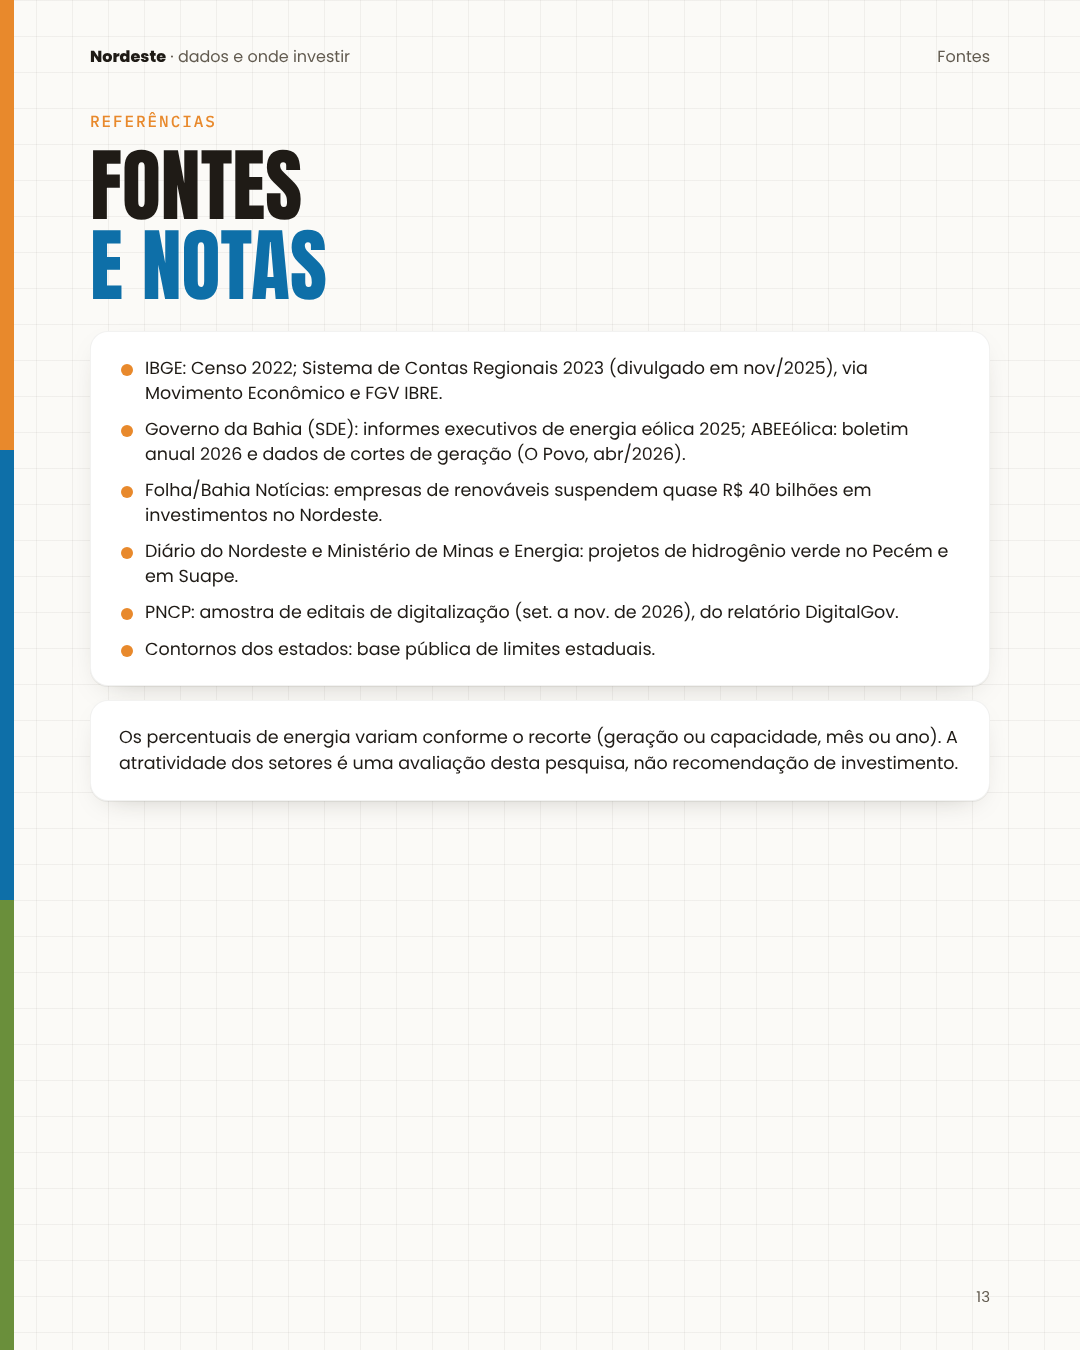 Nordeste · dados e onde investir
Fontes
REFERÊNCIAS
FONTES
E NOTAS
IBGE: Censo 2022; Sistema de Contas Regionais 2023 (divulgado em nov/2025), via
Movimento Econômico e FGV IBRE.
Governo da Bahia (SDE): informes executivos de energia eólica 2025; ABEEólica: boletim
anual 2026 e dados de cortes de geração (O Povo, abr/2026).
Folha/Bahia Notícias: empresas de renováveis suspendem quase R$ 40 bilhões em
investimentos no Nordeste.
Diário do Nordeste e Ministério de Minas e Energia: projetos de hidrogênio verde no Pecém e
em Suape.
PNCP: amostra de editais de digitalização (set. a nov. de 2026), do relatório DigitalGov.
Contornos dos estados: base pública de limites estaduais.
Os percentuais de energia variam conforme o recorte (geração ou capacidade, mês ou ano). A
atratividade dos setores é uma avaliação desta pesquisa, não recomendação de investimento.
13